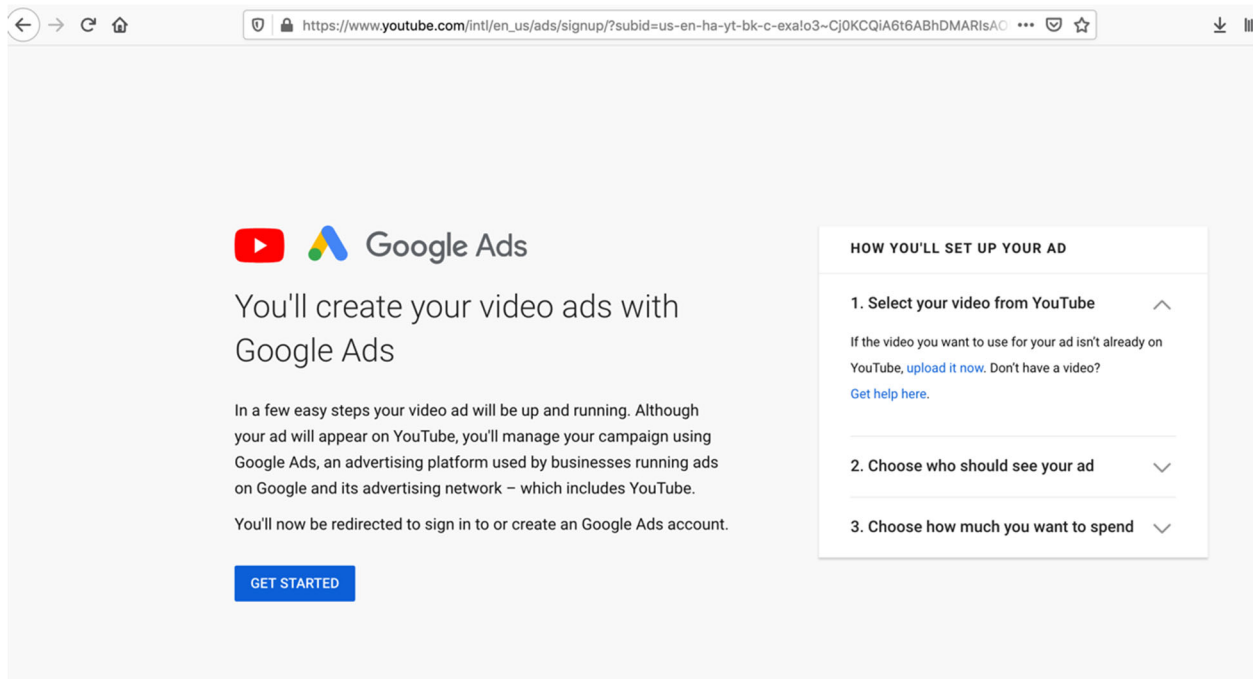 https://www.youtube.com/intl/en_us/ads/signup/?subid=us-en-ha-yt-bk-c-exa!o3~Cj0KCQiA6t6ABhDMARIsAO
Google Ads
You'll create your video ads with
Google Ads
In a few easy steps your video ad will be up and running. Although
your ad will appear on YouTube, you'll manage your campaign using
Google Ads, an advertising platform used by businesses running ads
on Google and its advertising network – which includes YouTube.
You'll now be redirected to sign in to or create an Google Ads account.
GET STARTED
HOW YOU'LL SET UP YOUR AD
1. Select your video from YouTube
If the video you want to use for your ad isn't already on
YouTube, upload it now. Don't have a video?
Get help here.
2. Choose who should see your ad
3. Choose how much you want to spend